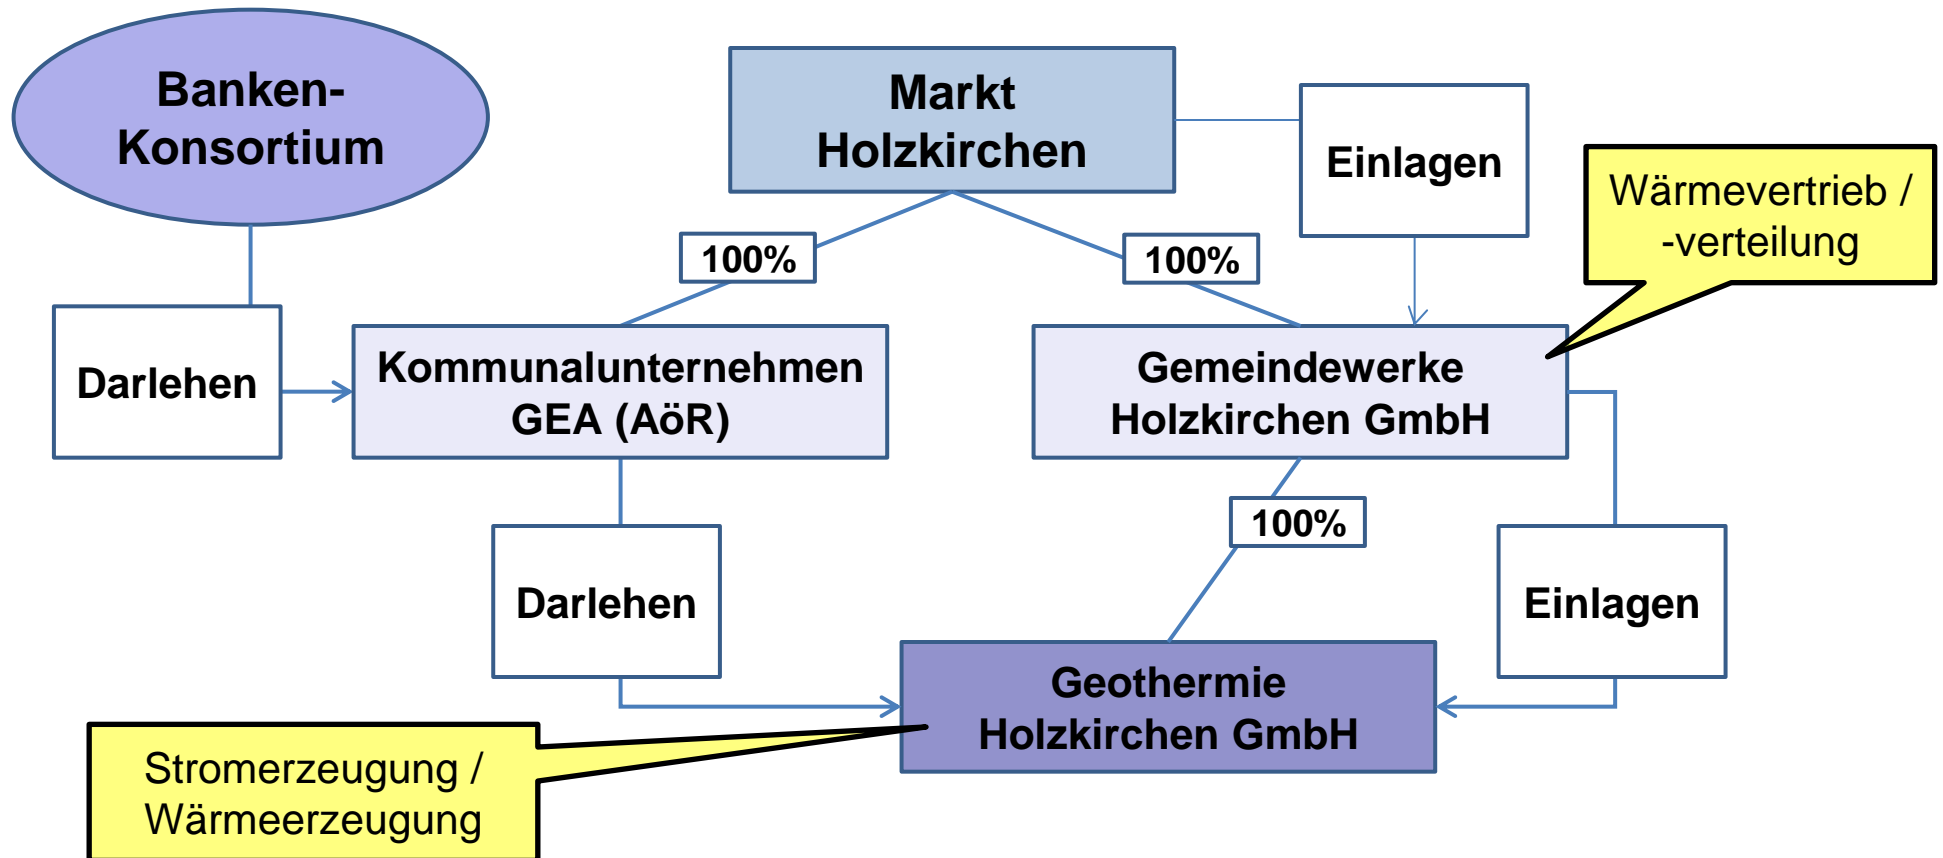 Banken-
Konsortium
Markt
Holzkirchen
Einlagen
Wärmevertrieb /
-verteilung
100%
100%
Darlehen
Kommunalunternehmen
GEA (AöR)
Gemeindewerke
Holzkirchen GmbH
100%
Darlehen
Einlagen
Geothermie
Holzkirchen GmbH
Stromerzeugung /
Wärmeerzeugung